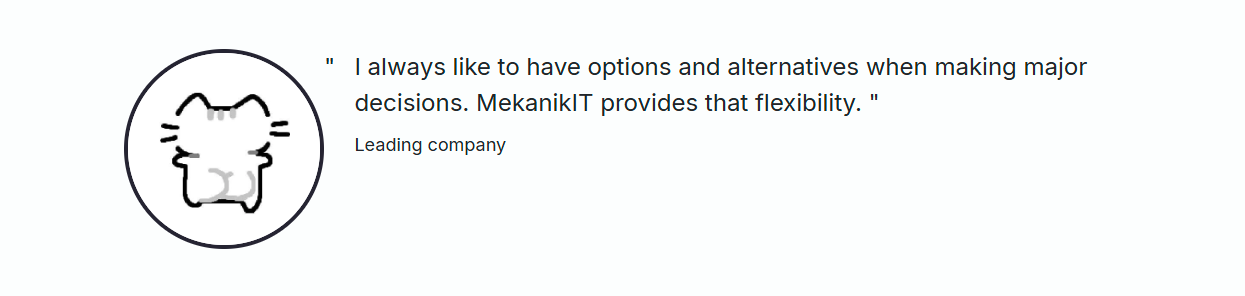 " I always like to have options and alternatives when making major
decisions. MekanikIT provides that flexibility. "
Leading company